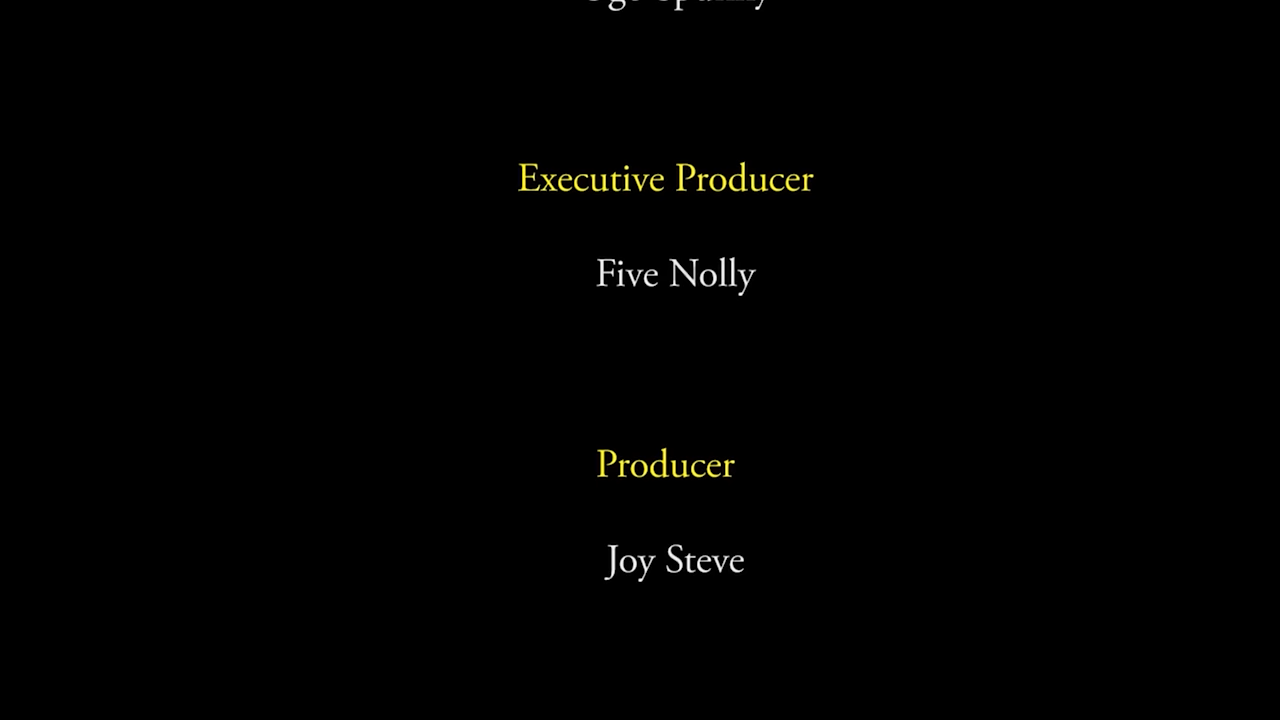 Executive Producer
Five Nolly
Producer
Joy Steve